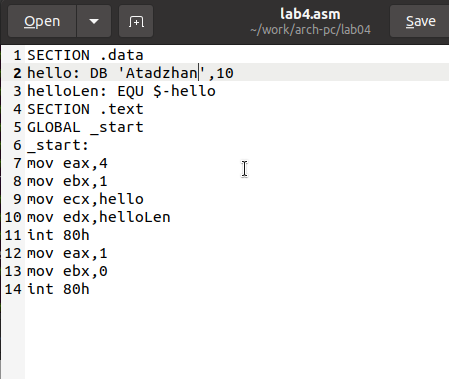 Open
lab4.asm
~/work/arch-pc/lab04
Save
1 SECTION .data
2 hello: DB 'Atadzhan',10
3 helloLen: EQU $-hello
4 SECTION .text
5 GLOBAL _start
6 _start:
7 mov eax,4
8 mov ebx,1
9 mov ecx,hello
10 mov edx,helloLen
11 int 80h
12 mov eax,1
13 mov ebx,0
14 int 80h